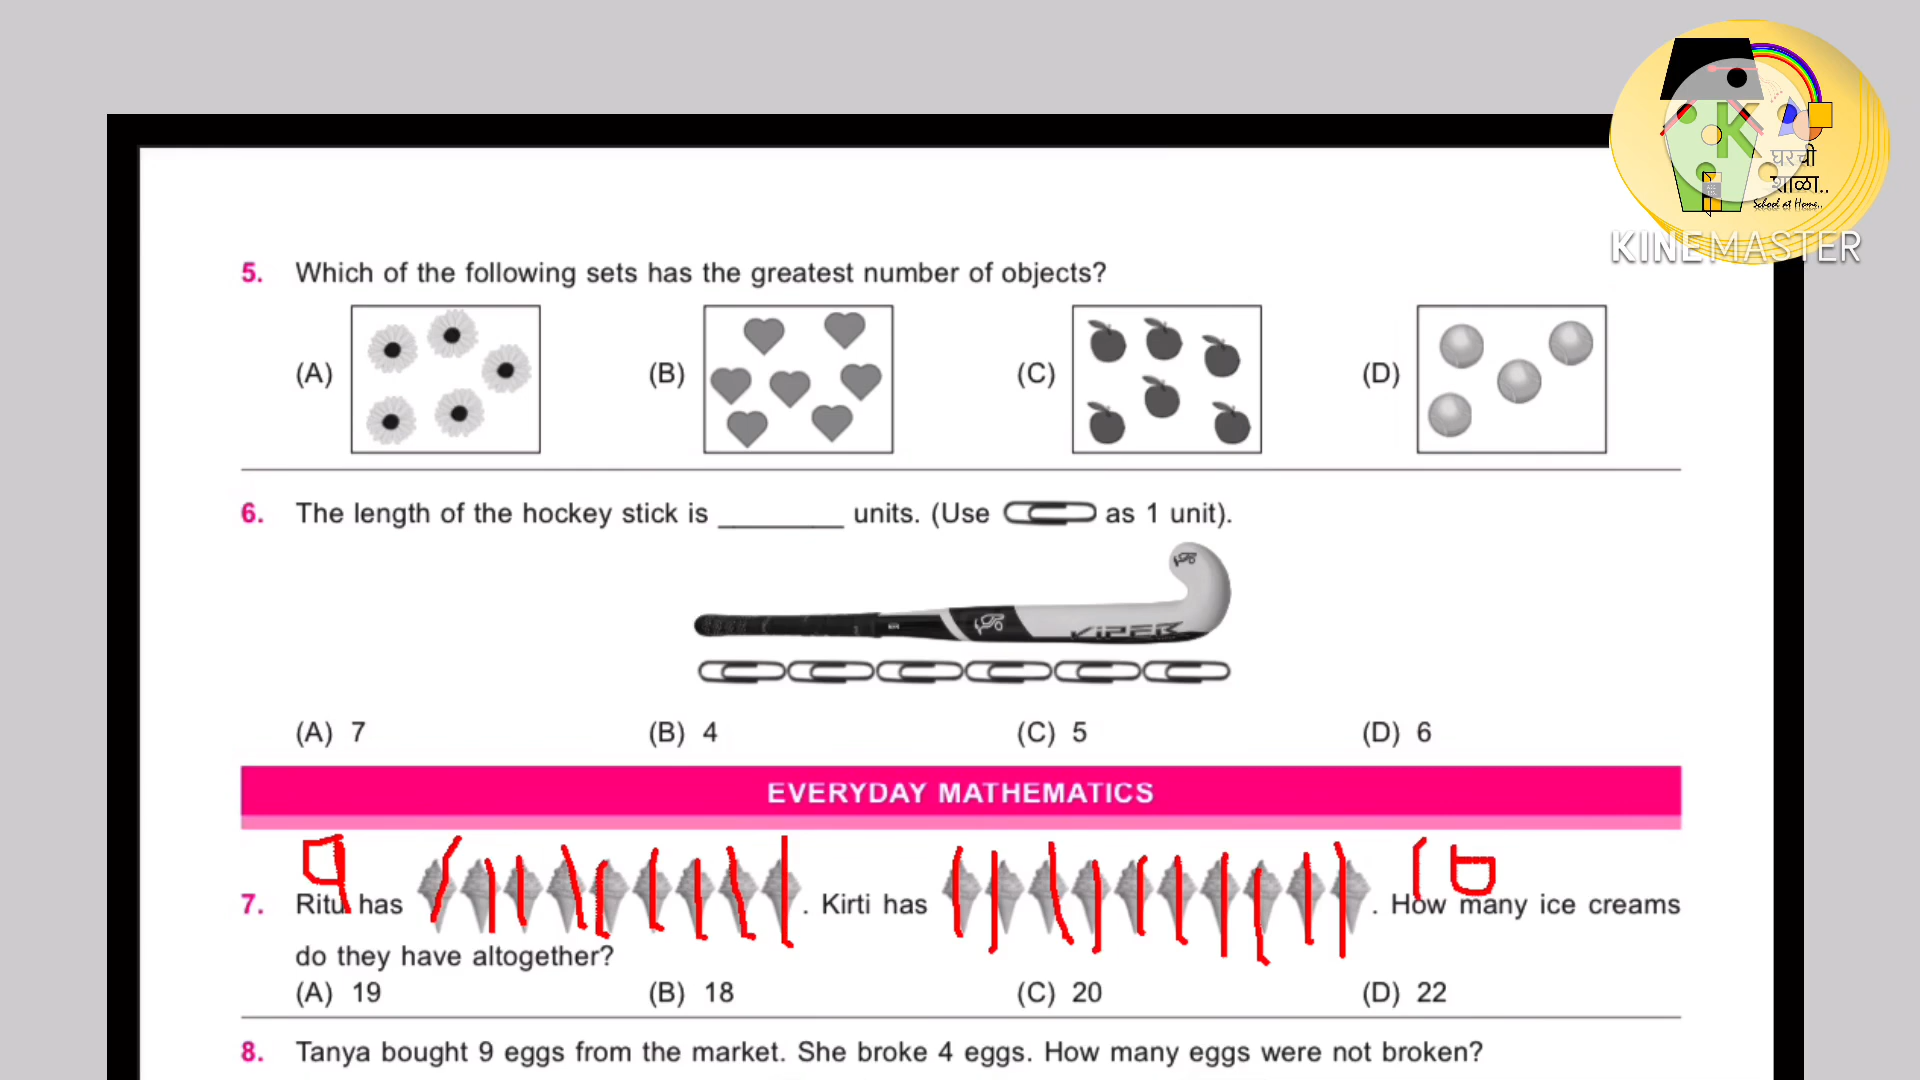 K
घरची
शाळा..
School at Home..
KINEMASTER
5. Which of the following sets has the greatest number of objects?
(A) (B) (C) (D)
6. The length of the hockey stick is ________ units. (Use as 1 unit).
VIPER
(A) 7 (B) 4 (C) 5 (D) 6
EVERYDAY MATHEMATICS
9 10
7. Ritu has . Kirti has . How many ice creams
do they have altogether?
(A) 19 (B) 18 (C) 20 (D) 22
8. Tanya bought 9 eggs from the market. She broke 4 eggs. How many eggs were not broken?